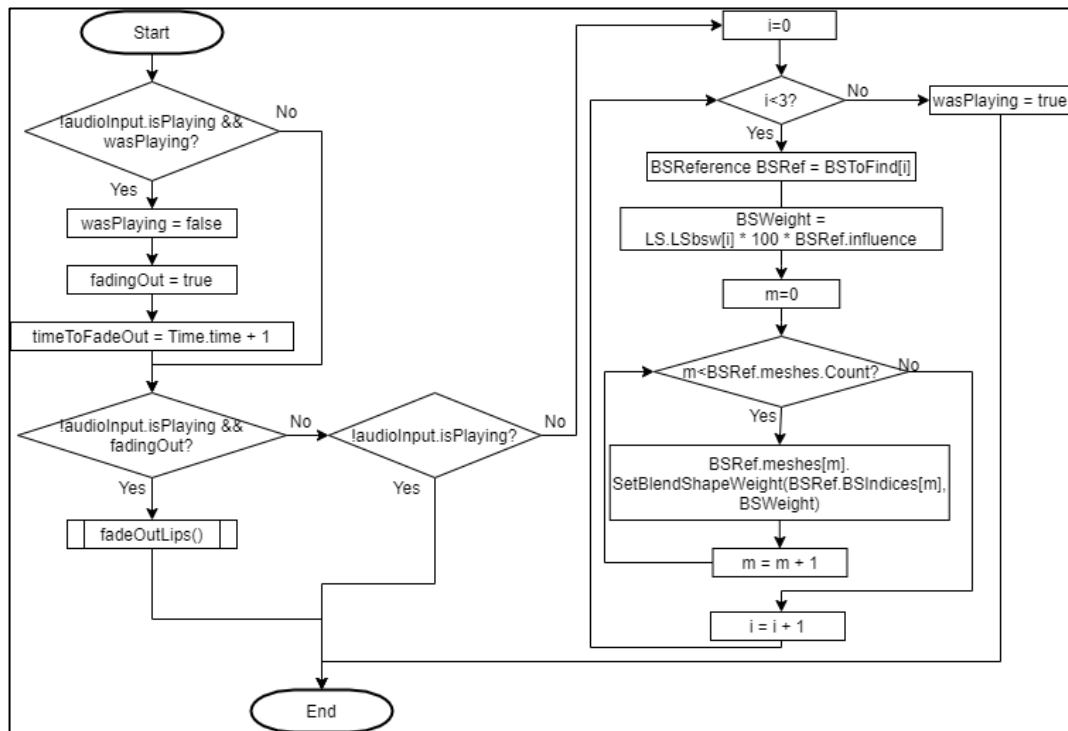 Start
!audioInput.isPlaying &&
wasPlaying?
No
Yes
wasPlaying = false
fadingOut = true
timeToFadeOut = Time.time + 1
!audioInput.isPlaying &&
fadingOut?
No
Yes
fadeOutLips()
!audioInput.isPlaying?
No
Yes
i=0
i<3?
No
wasPlaying = true
Yes
BSReference BSRef = BSToFind[i]
BSWeight =
LS.LSbsw[i] * 100 * BSRef.influence
m=0
m<BSRef.meshes.Count?
No
Yes
BSRef.meshes[m].
SetBlendShapeWeight(BSRef.BSIndices[m],
BSWeight)
m = m + 1
i = i + 1
End